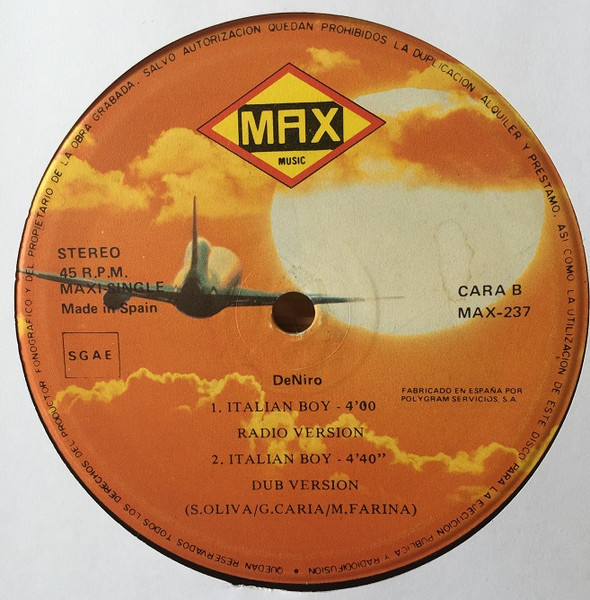 MAX
MUSIC
STEREO
45 R.P.M.
MAXI-SINGLE
Made in Spain
SGAE
CARA B
MAX-237
DeNiro
FABRICADO EN ESPAÑA POR
POLYGRAM SERVICIOS, S.A.
1. ITALIAN BOY - 4'00
RADIO VERSION
2. ITALIAN BOY - 4'40"
DUB VERSION
(S.OLIVA/G.CARIA/M.FARINA)
QUEDAN RESERVADOS TODOS LOS DERECHOS DEL PRODUCTOR FONOGRAFICO Y DEL PROPIETARIO DE LA OBRA GRABADA. SALVO AUTORIZACION QUEDAN PROHIBIDOS LA DUPLICACION, ALQUILER Y PRESTAMO, ASI COMO LA UTILIZACION DE ESTE DISCO PARA LA EJECUCION PUBLICA Y RADIODIFUSION •